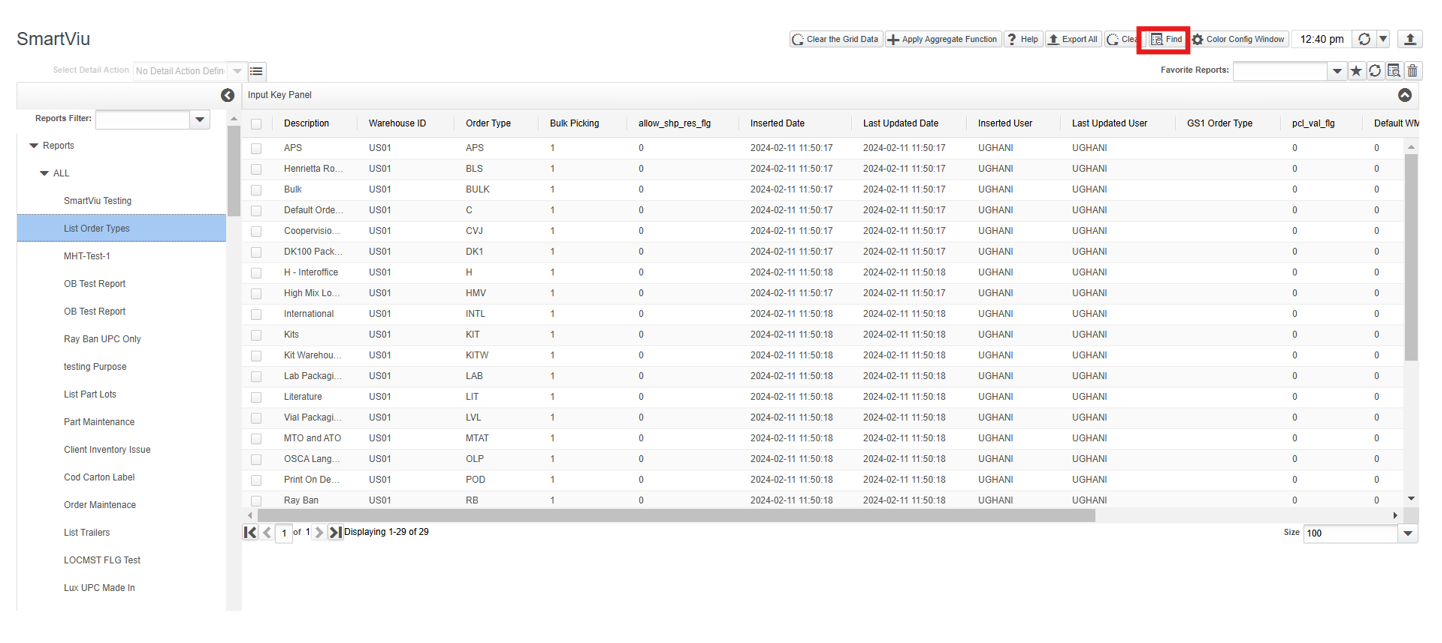 SmartViu
Clear the Grid Data Apply Aggregate Function ? Help Export All Clea Find Color Config Window 12:40 pm
Select Detail Action No Detail Action Defin
Favorite Reports:
Input Key Panel
Reports Filter:
Reports
ALL
SmartViu Testing
List Order Types
MHT-Test-1
OB Test Report
OB Test Report
Ray Ban UPC Only
testing Purpose
List Part Lots
Part Maintenance
Client Inventory Issue
Cod Carton Label
Order Maintenace
List Trailers
LOCMST FLG Test
Lux UPC Made In
Description Warehouse ID Order Type Bulk Picking allow_shp_res_flg Inserted Date Last Updated Date Inserted User Last Updated User GS1 Order Type pcl_val_flg Default WM
APS US01 APS 1 0 2024-02-11 11:50:17 2024-02-11 11:50:17 UGHANI UGHANI 0 0
Henrietta Ro... US01 BLS 1 0 2024-02-11 11:50:17 2024-02-11 11:50:17 UGHANI UGHANI 0 0
Bulk US01 BULK 1 0 2024-02-11 11:50:17 2024-02-11 11:50:17 UGHANI UGHANI 0 0
Default Orde... US01 C 1 0 2024-02-11 11:50:17 2024-02-11 11:50:17 UGHANI UGHANI 0 0
Coopervisio... US01 CVJ 1 0 2024-02-11 11:50:17 2024-02-11 11:50:17 UGHANI UGHANI 0 0
DK100 Pack... US01 DK1 1 0 2024-02-11 11:50:17 2024-02-11 11:50:17 UGHANI UGHANI 0 0
H - Interoffice US01 H 1 0 2024-02-11 11:50:18 2024-02-11 11:50:18 UGHANI UGHANI 0 0
High Mix Lo... US01 HMV 1 0 2024-02-11 11:50:17 2024-02-11 11:50:17 UGHANI UGHANI 0 0
International US01 INTL 1 0 2024-02-11 11:50:18 2024-02-11 11:50:18 UGHANI UGHANI 0 0
Kits US01 KIT 1 0 2024-02-11 11:50:18 2024-02-11 11:50:18 UGHANI UGHANI 0 0
Kit Warehou... US01 KITW 1 0 2024-02-11 11:50:18 2024-02-11 11:50:18 UGHANI UGHANI 0 0
Lab Packagi... US01 LAB 1 0 2024-02-11 11:50:18 2024-02-11 11:50:18 UGHANI UGHANI 0 0
Literature US01 LIT 1 0 2024-02-11 11:50:18 2024-02-11 11:50:18 UGHANI UGHANI 0 0
Vial Packagi... US01 LVL 1 0 2024-02-11 11:50:18 2024-02-11 11:50:18 UGHANI UGHANI 0 0
MTO and ATO US01 MTAT 1 0 2024-02-11 11:50:18 2024-02-11 11:50:18 UGHANI UGHANI 0 0
OSCA Lang... US01 OLP 1 0 2024-02-11 11:50:18 2024-02-11 11:50:18 UGHANI UGHANI 0 0
Print On De... US01 POD 1 0 2024-02-11 11:50:18 2024-02-11 11:50:18 UGHANI UGHANI 0 0
Ray Ban US01 RB 1 0 2024-02-11 11:50:18 2024-02-11 11:50:18 UGHANI UGHANI 0 0
1 of 1 Displaying 1-29 of 29 Size 100